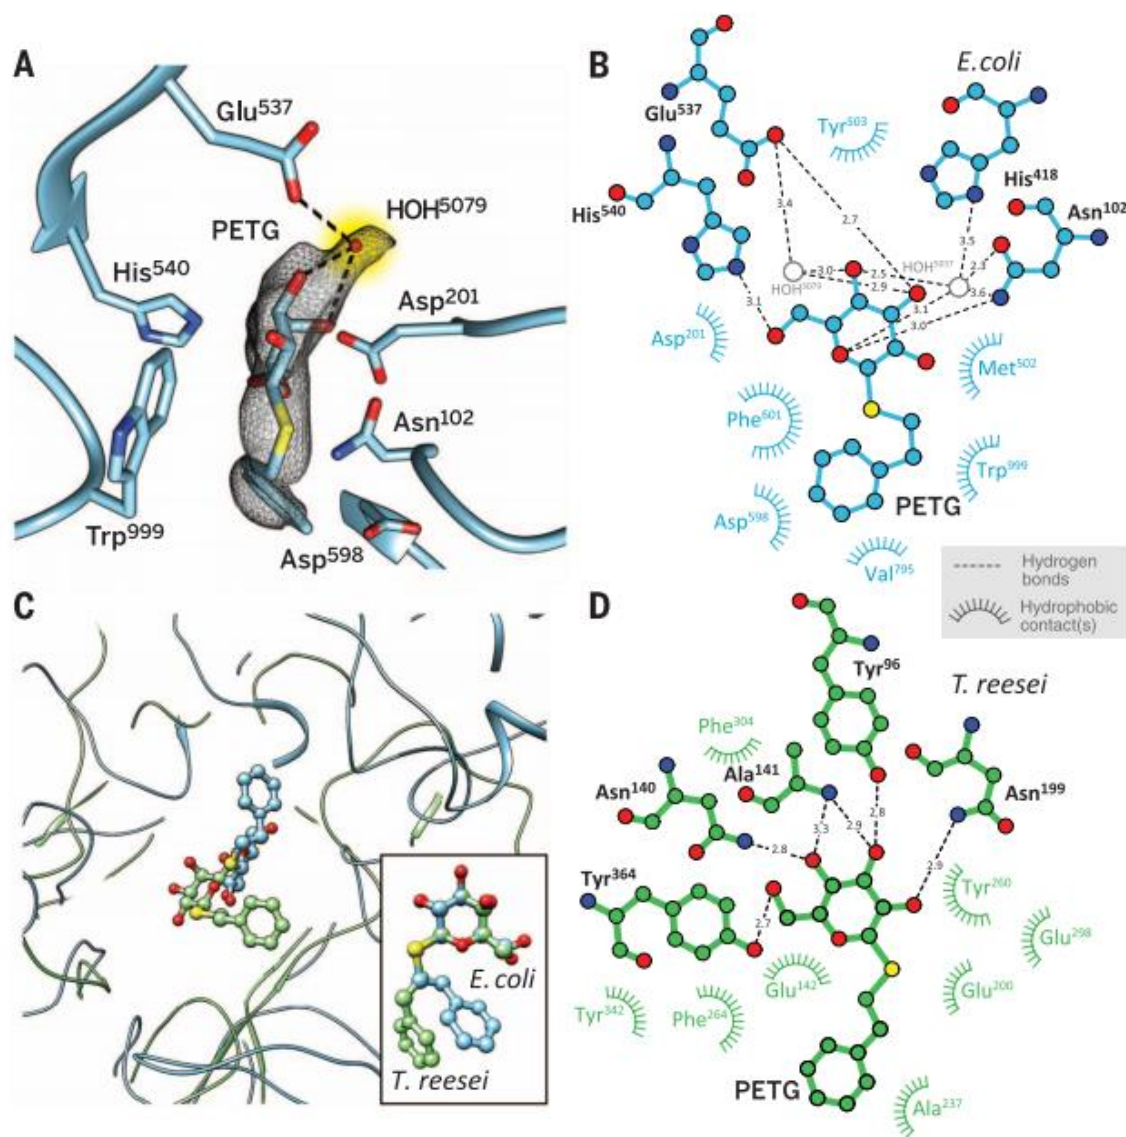 A
Glu537
PETG
HOH5079
His540
Asp201
Asn102
Trp999
Asp598
B
E.coli
Glu537
Tyr503
His418
His540
Asn102
3.4
2.7
3.5
2.3
3.0
2.5
HOH5037
HOH5079
2.9
3.6
3.1
3.1
3.0
Asp201
Met502
Phe601
Trp999
PETG
Asp598
Val795
Hydrogen
bonds
Hydrophobic
contact(s)
C
E.coli
T. reesei
D
Tyr96
T. reesei
Phe304
Ala141
Asn140
Asn199
3.3
2.9
2.8
2.8
2.9
Tyr364
Tyr260
2.7
Glu298
Glu142
Glu200
Tyr342
Phe264
PETG
Ala237